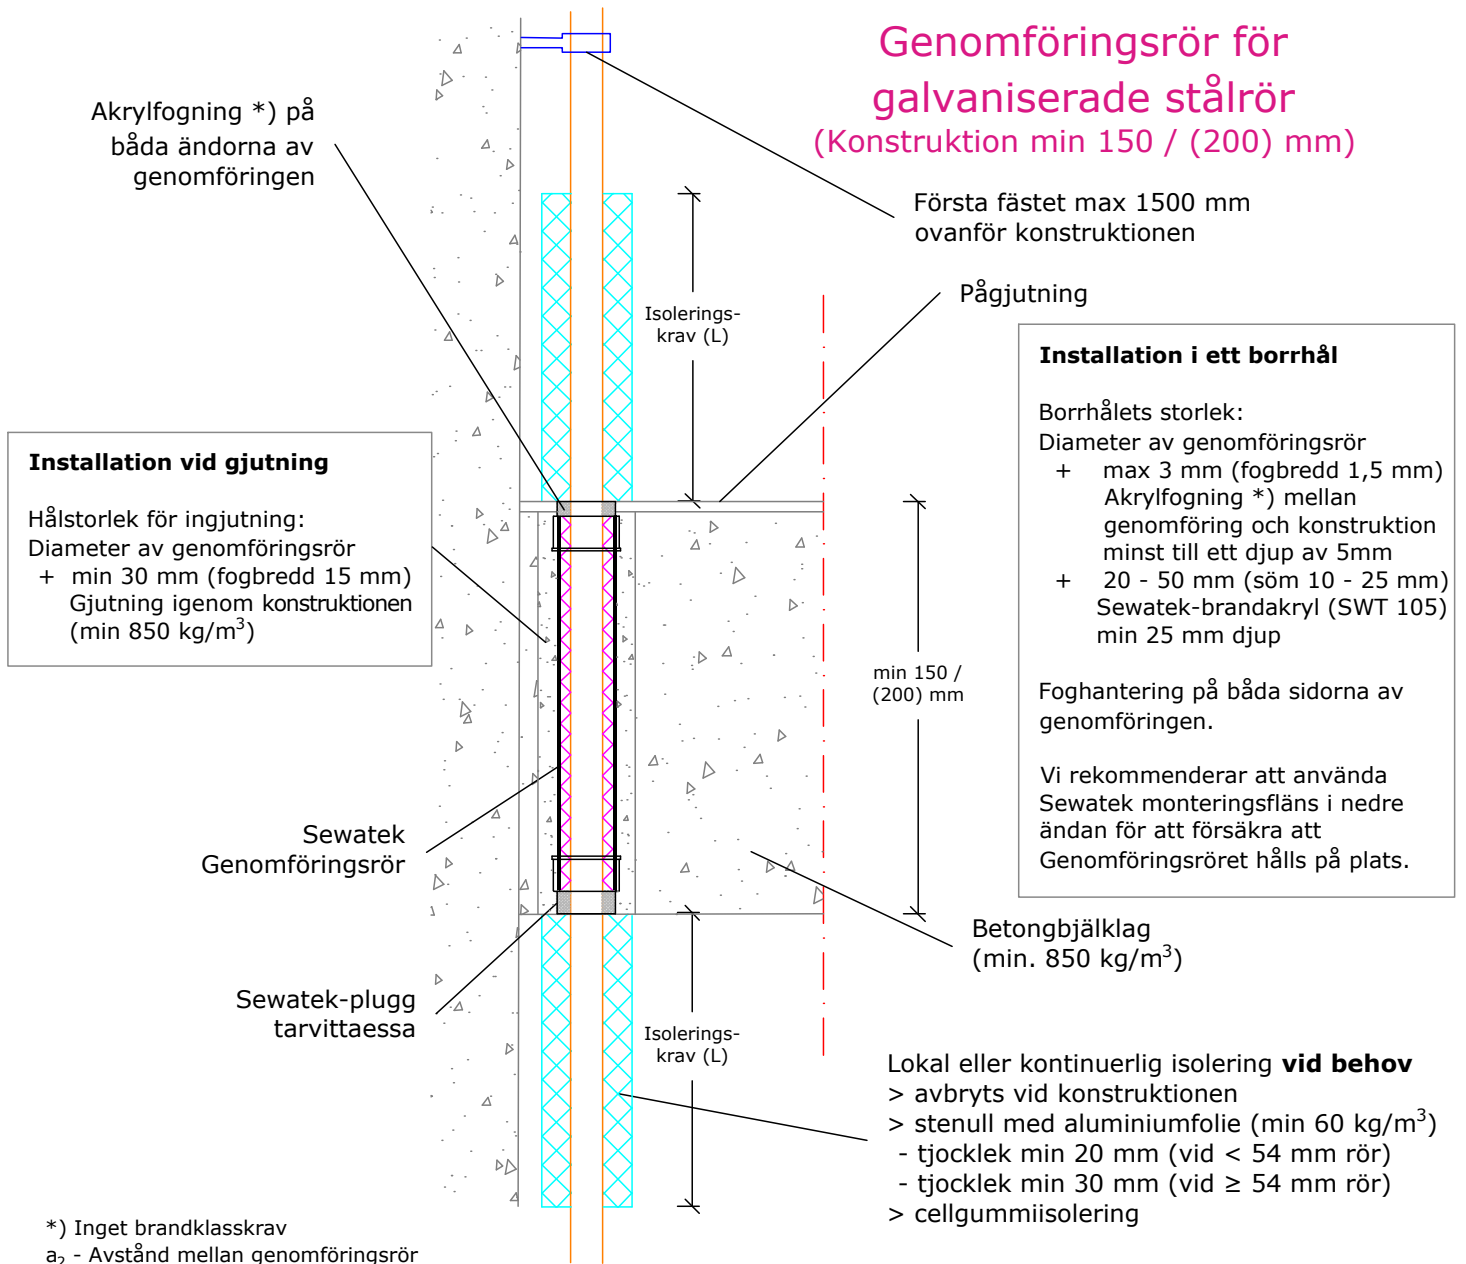 Genomföringsrör för
galvaniserade stålrör
(Konstruktion min 150 / (200) mm)
Akrylfogning *) på
båda ändorna av
genomföringen
Första fästet max 1500 mm
ovanför konstruktionen
Pågjutning
Isolerings-
krav (L)
Installation i ett borrhål
Borrhålets storlek:
Diameter av genomföringsrör
+ max 3 mm (fogbredd 1,5 mm)
Akrylfogning *) mellan
genomföring och konstruktion
minst till ett djup av 5mm
+ 20 - 50 mm (söm 10 - 25 mm)
Sewatek-brandakryl (SWT 105)
min 25 mm djup
Foghantering på båda sidorna av
genomföringen.
Vi rekommenderar att använda
Sewatek monteringsfläns i nedre
ändan för att försäkra att
Genomföringsröret hålls på plats.
Installation vid gjutning
Hålstorlek för ingjutning:
Diameter av genomföringsrör
+ min 30 mm (fogbredd 15 mm)
Gjutning igenom konstruktionen
(min 850 kg/m³)
min 150 /
(200) mm
Sewatek
Genomföringsrör
Betongbjälklag
(min. 850 kg/m³)
Sewatek-plugg
tarvittaessa
Isolerings-
krav (L)
Lokal eller kontinuerlig isolering vid behov
> avbryts vid konstruktionen
> stenull med aluminiumfolie (min 60 kg/m³)
- tjocklek min 20 mm (vid < 54 mm rör)
- tjocklek min 30 mm (vid ≥ 54 mm rör)
> cellgummiisolering
*) Inget brandklasskrav
a₂ - Avstånd mellan genomföringsrör